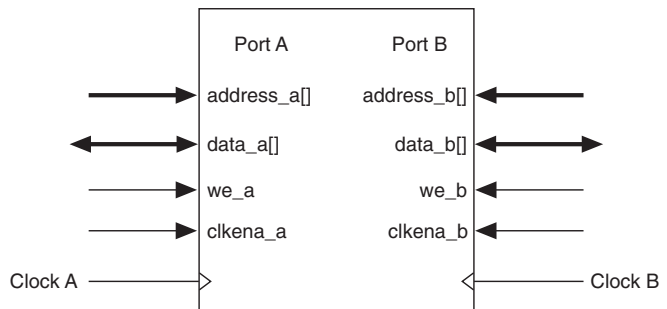 Port A Port B
address_a[] address_b[]
data_a[] data_b[]
we_a we_b
clkena_a clkena_b
Clock A Clock B